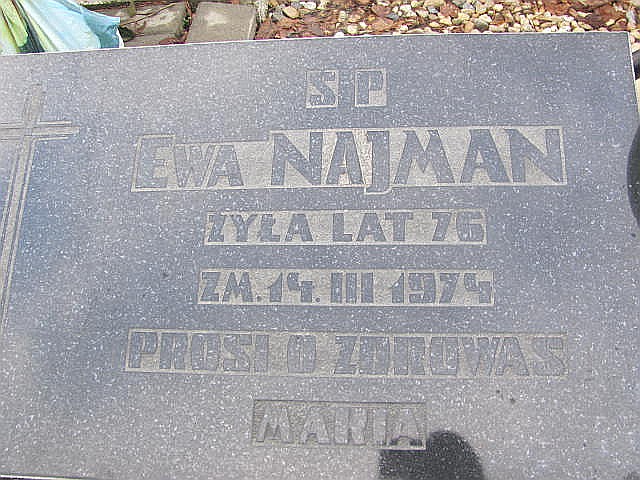 Ś P
EWA NAJMAN
ŻYŁA LAT 76
ZM. 14. III 1974
PROSI O ZDROWAŚ
MARIA